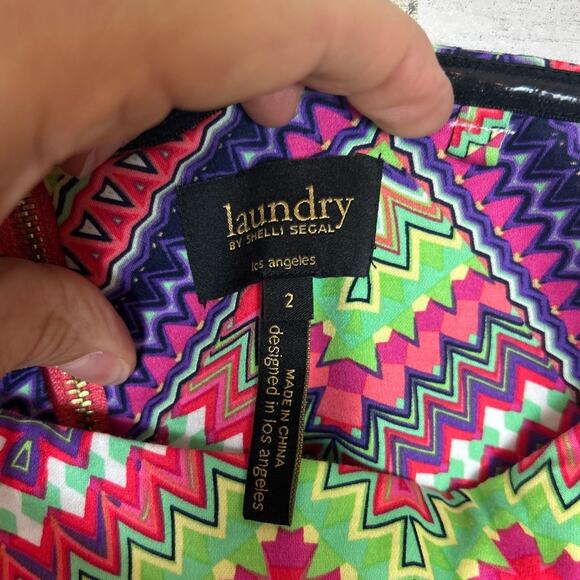 laundry
BY SHELLI SEGAL
los angeles
2
MADE IN CHINA
designed in los angeles